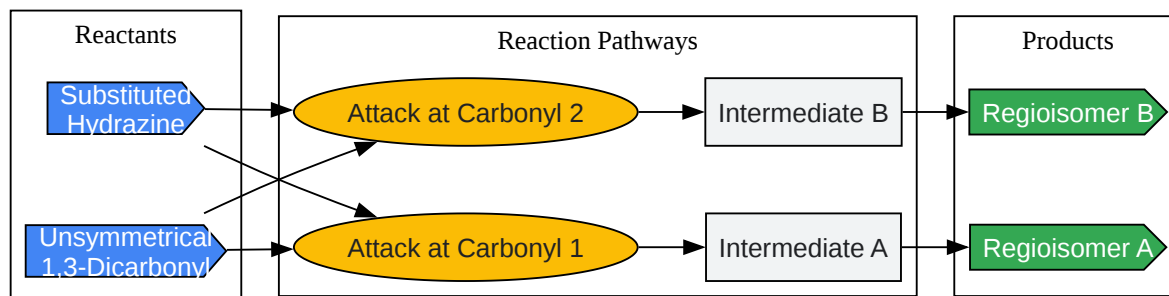 Reactants
Reaction Pathways
Products
Substituted
Hydrazine
Attack at Carbonyl 2
Intermediate B
Regioisomer B
Unsymmetrical
1,3-Dicarbonyl
Attack at Carbonyl 1
Intermediate A
Regioisomer A